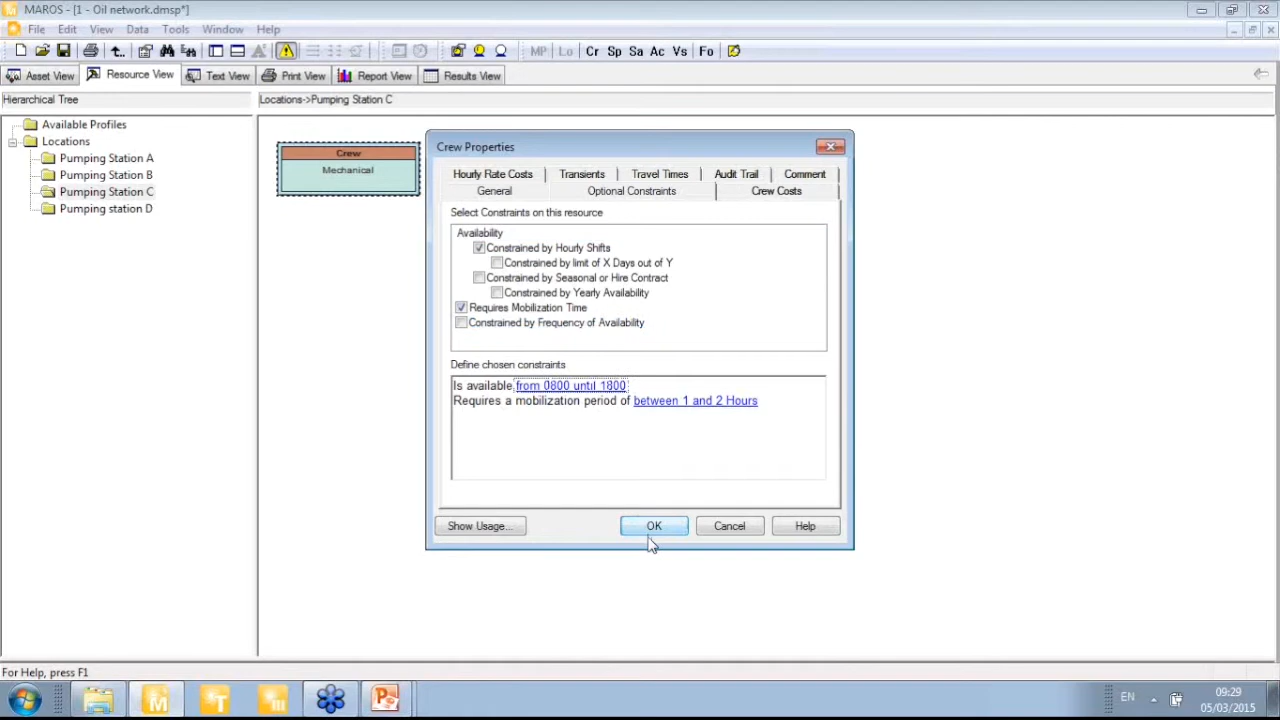 MAROS - [1 - Oil network.dmsp*]
File Edit View Data Tools Window Help
MP Lo Cr Sp Sa Ac Vs Fo
Asset View Resource View Text View Print View Report View Results View
Hierarchical Tree
Locations->Pumping Station C
Available Profiles
Locations
Pumping Station A
Pumping Station B
Pumping Station C
Pumping station D
Crew
Mechanical
Crew Properties
Hourly Rate Costs Transients Travel Times Audit Trail Comment
General Optional Constraints Crew Costs
Select Constraints on this resource
Availability
Constrained by Hourly Shifts
Constrained by limit of X Days out of Y
Constrained by Seasonal or Hire Contract
Constrained by Yearly Availability
Requires Mobilization Time
Constrained by Frequency of Availability
Define chosen constraints
Is available from 0800 until 1800
Requires a mobilization period of between 1 and 2 Hours
Show Usage... OK Cancel Help
For Help, press F1
EN
09:29
05/03/2015